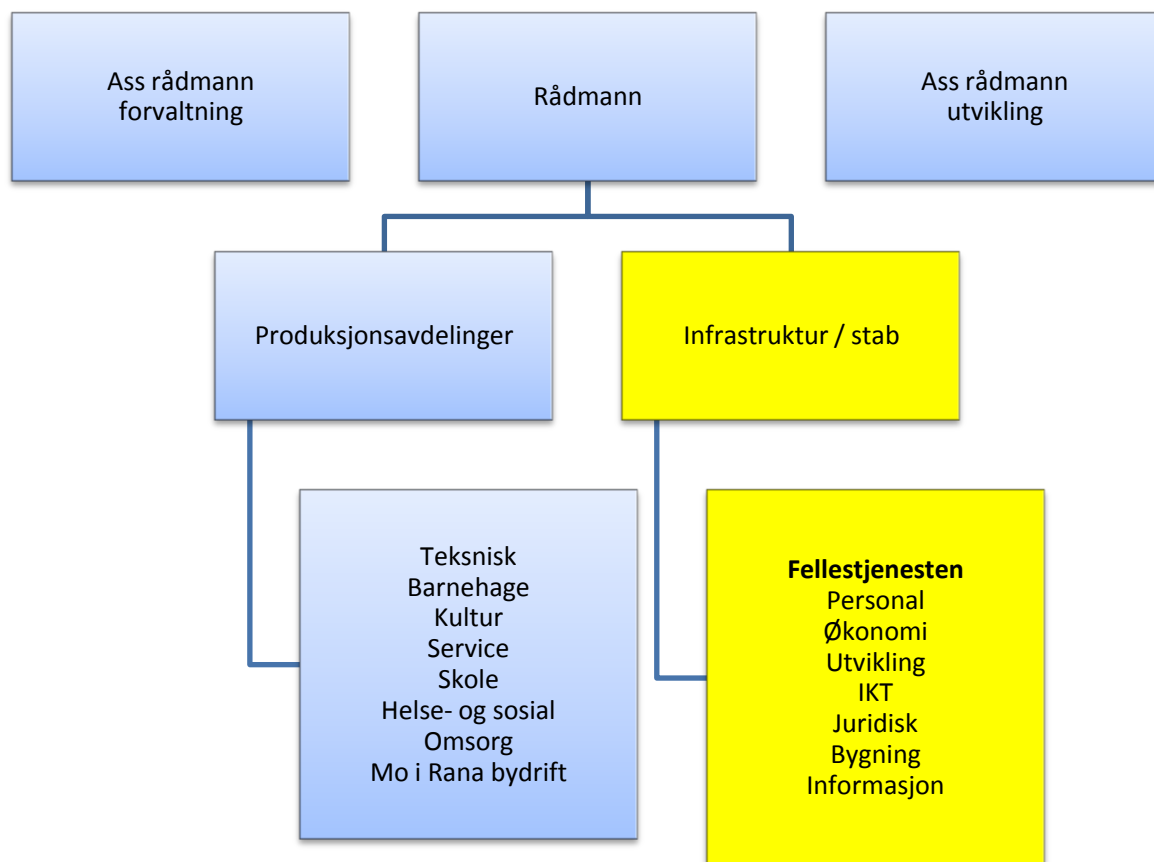 Ass rådmann
forvaltning
Rådmann
Ass rådmann
utvikling
Produksjonsavdelinger
Infrastruktur / stab
Teksnisk
Barnehage
Kultur
Service
Skole
Helse- og sosial
Omsorg
Mo i Rana bydrift
Fellestjenesten
Personal
Økonomi
Utvikling
IKT
Juridisk
Bygning
Informasjon